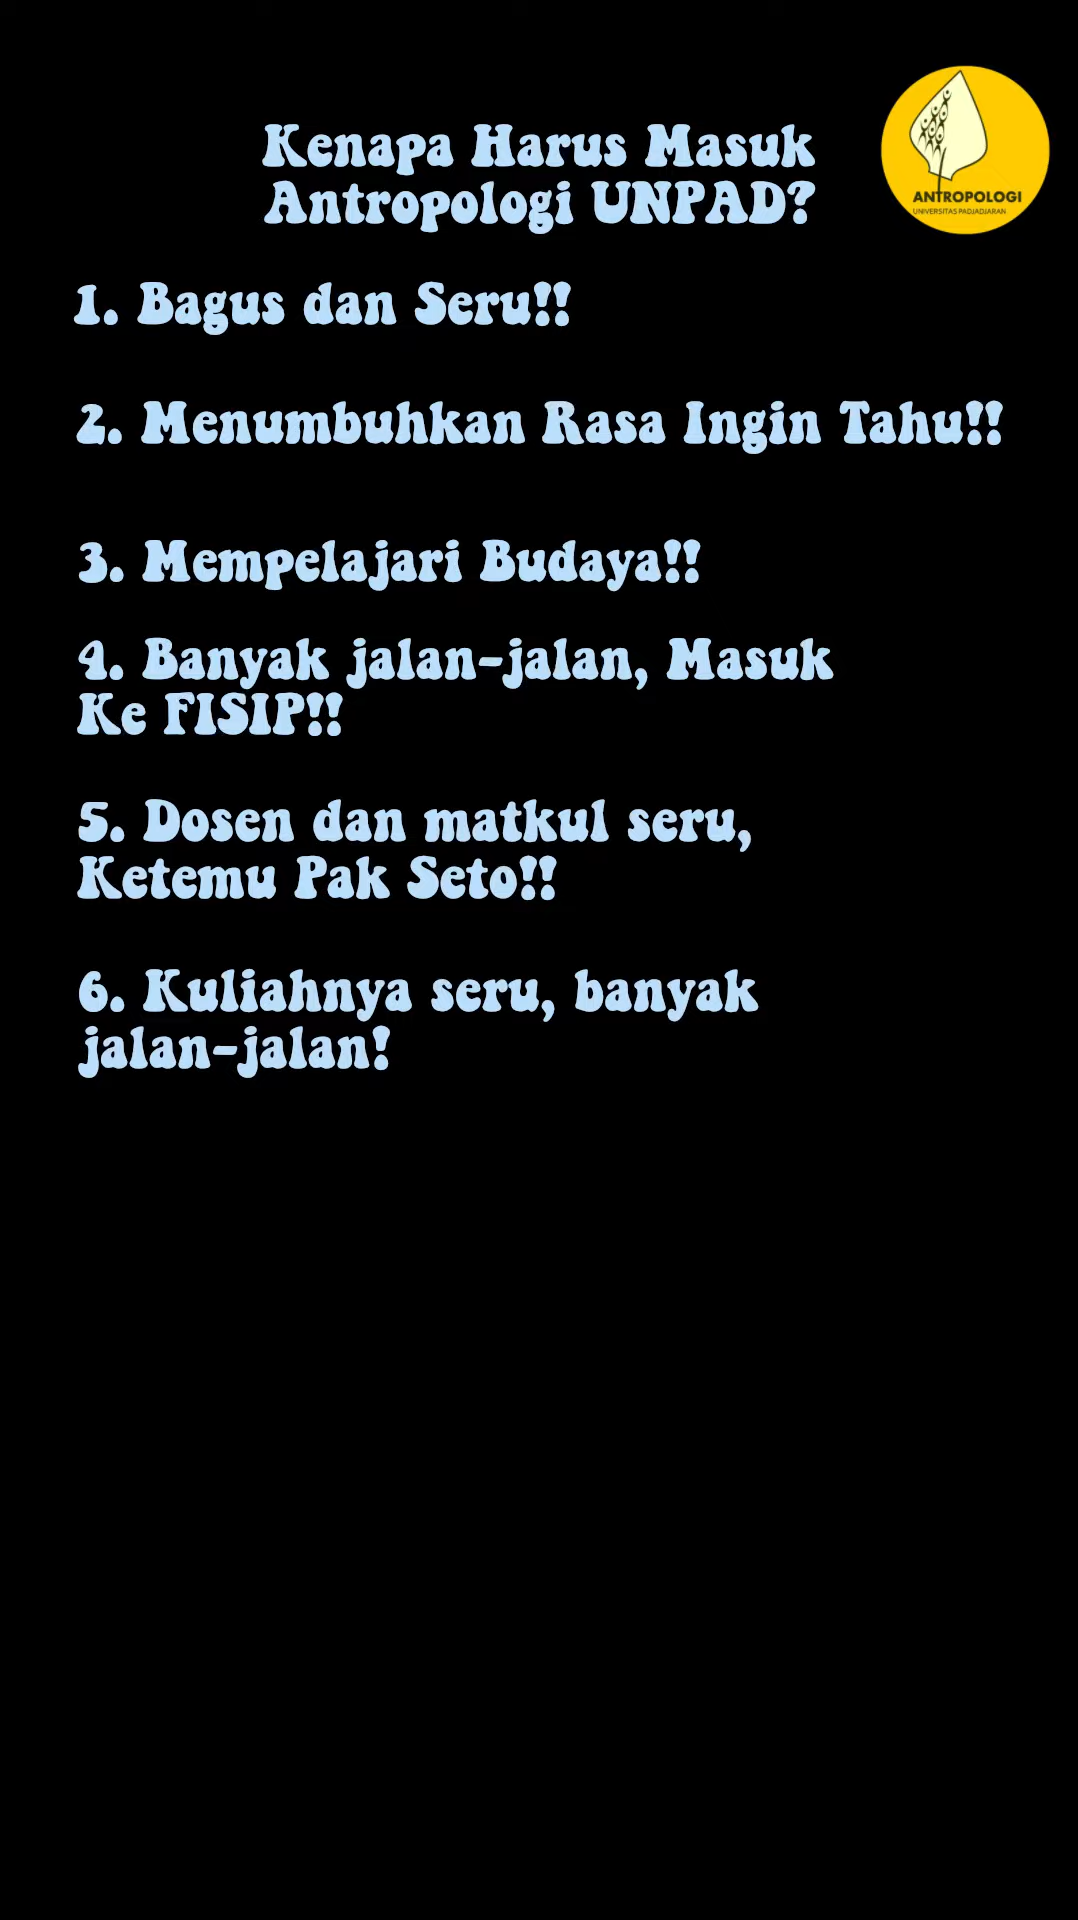 Kenapa Harus Masuk
Antropologi UNPAD?
ANTROPOLOGI
UNIVERSITAS PADJADJARAN
1. Bagus dan Seru!!
2. Menumbuhkan Rasa Ingin Tahu!!
3. Mempelajari Budaya!!
4. Banyak jalan-jalan, Masuk
Ke FISIP!!
5. Dosen dan matkul seru,
Ketemu Pak Seto!!
6. Kuliahnya seru, banyak
jalan-jalan!